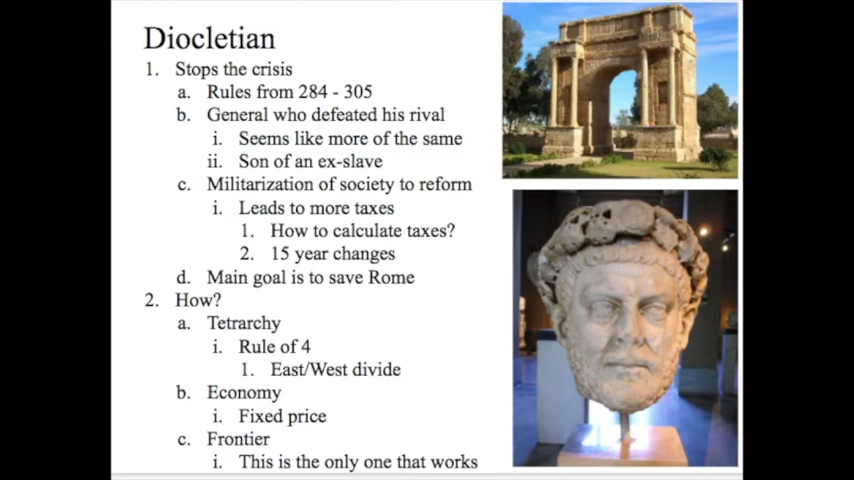 Diocletian
1. Stops the crisis
a. Rules from 284 - 305
b. General who defeated his rival
i. Seems like more of the same
ii. Son of an ex-slave
c. Militarization of society to reform
i. Leads to more taxes
1. How to calculate taxes?
2. 15 year changes
d. Main goal is to save Rome
2. How?
a. Tetrarchy
i. Rule of 4
1. East/West divide
b. Economy
i. Fixed price
c. Frontier
i. This is the only one that works